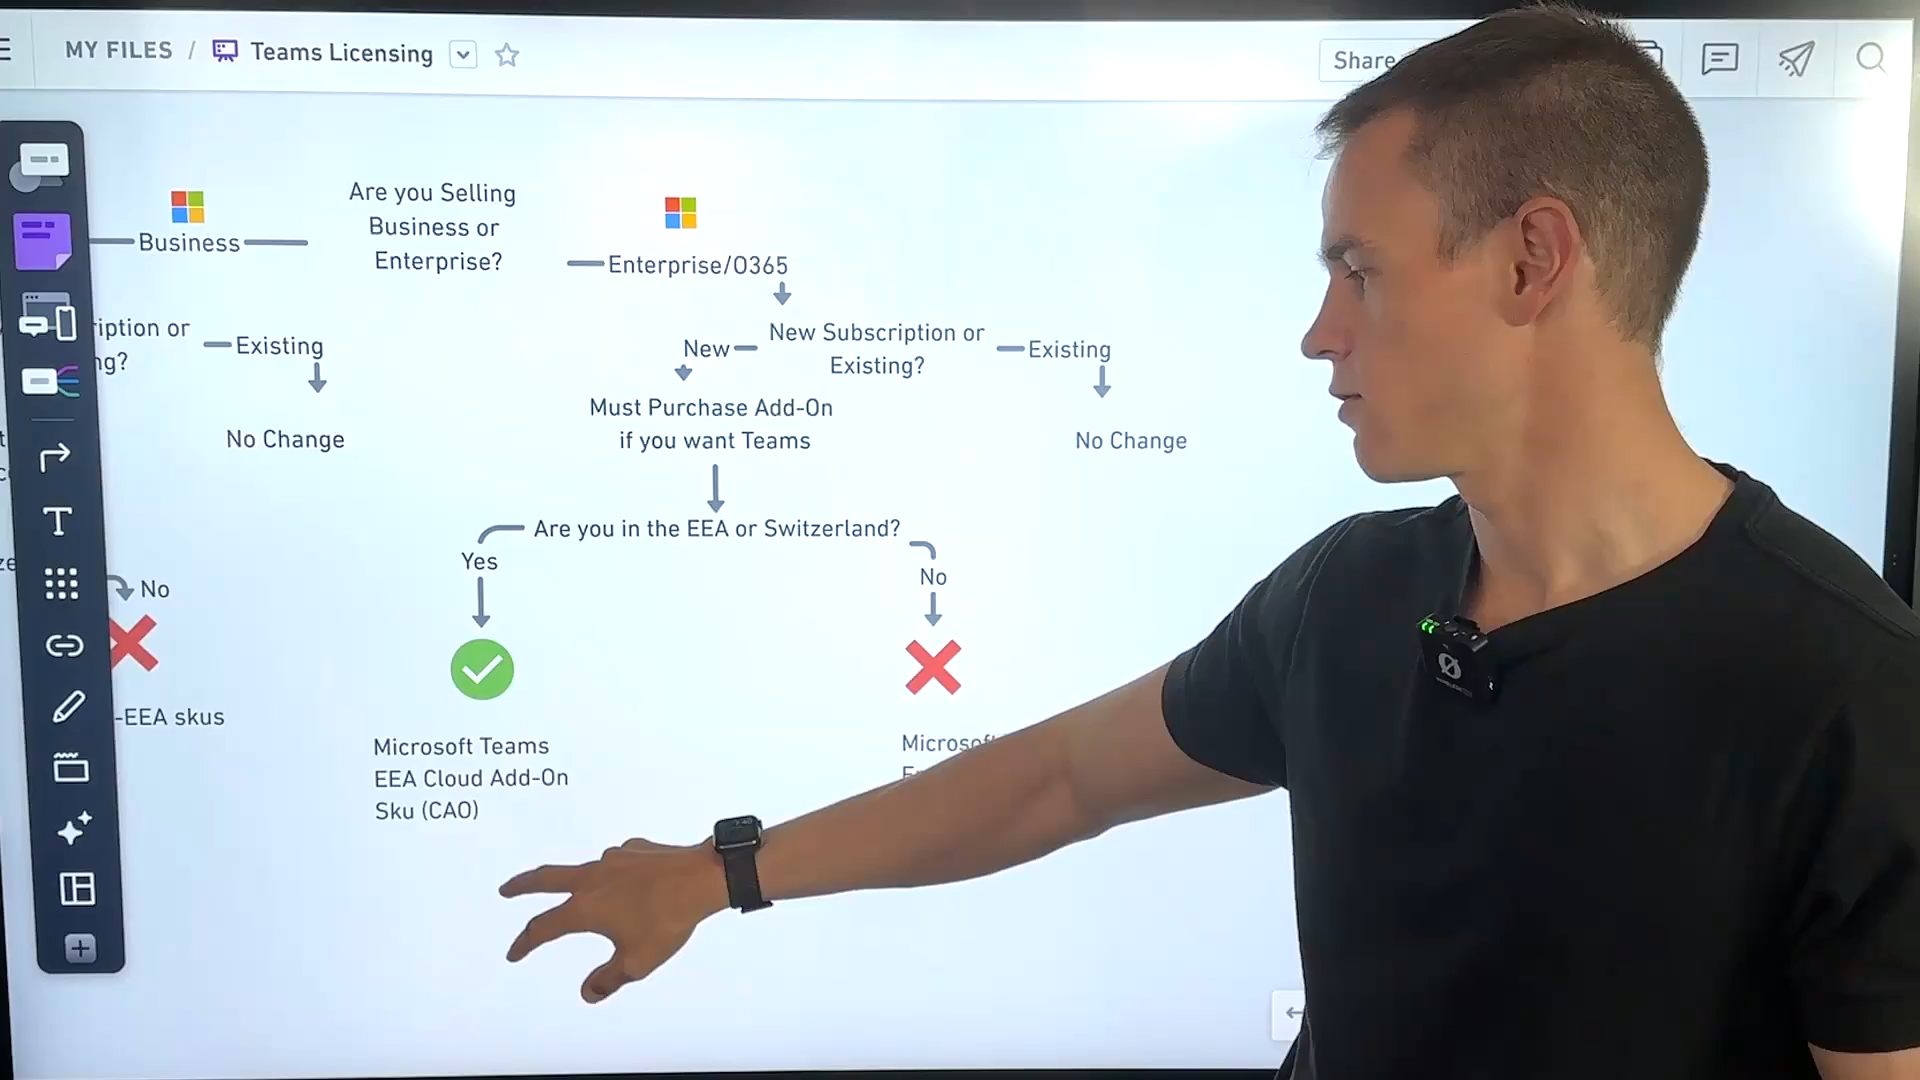 MY FILES / Teams Licensing
Share
Are you Selling
Business or
Enterprise?
Business
Enterprise/O365
iption or
ng?
Existing
No Change
New Subscription or
Existing?
New
Existing
No Change
Must Purchase Add-On
if you want Teams
Are you in the EEA or Switzerland?
Yes
No
No
-EEA skus
Microsoft Teams
EEA Cloud Add-On
Sku (CAO)
Microsoft